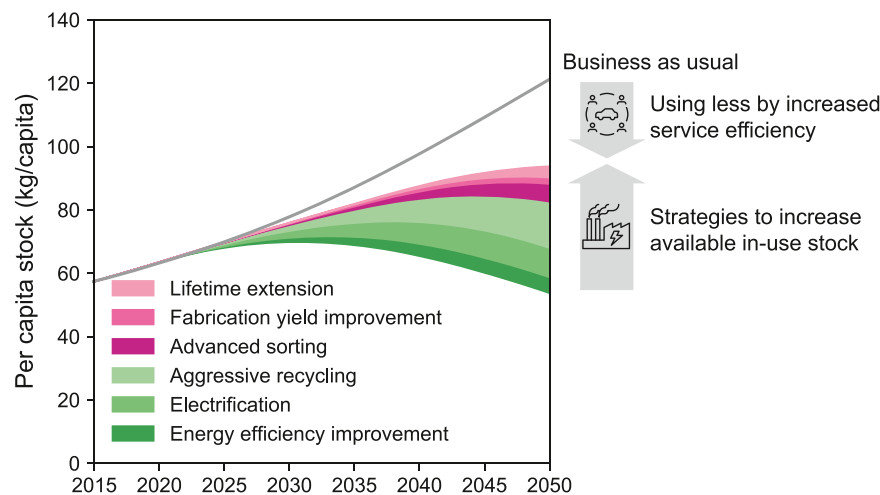 140
120
100
80
60
40
20
0
Per capita stock (kg/capita)
2015 2020 2025 2030 2035 2040 2045 2050
Lifetime extension
Fabrication yield improvement
Advanced sorting
Aggressive recycling
Electrification
Energy efficiency improvement
Business as usual
Using less by increased
service efficiency
Strategies to increase
available in-use stock